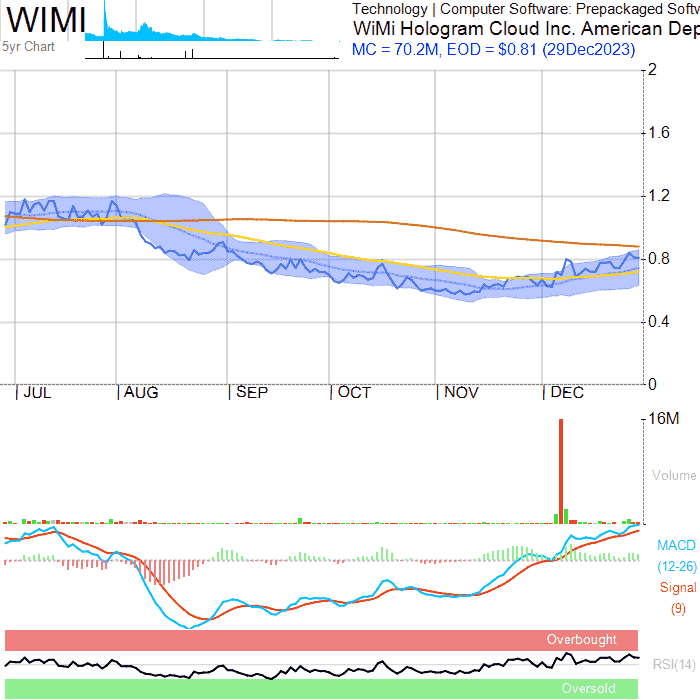 WIMI
5yr Chart
Technology | Computer Software: Prepackaged Softw
WiMi Hologram Cloud Inc. American Dep
MC = 70.2M, EOD = $0.81 (29Dec2023)
2
1.6
1.2
0.8
0.4
0
JUL AUG SEP OCT NOV DEC
16M
Volume
MACD
(12-26)
Signal
(9)
Overbought
RSI(14)
Oversold